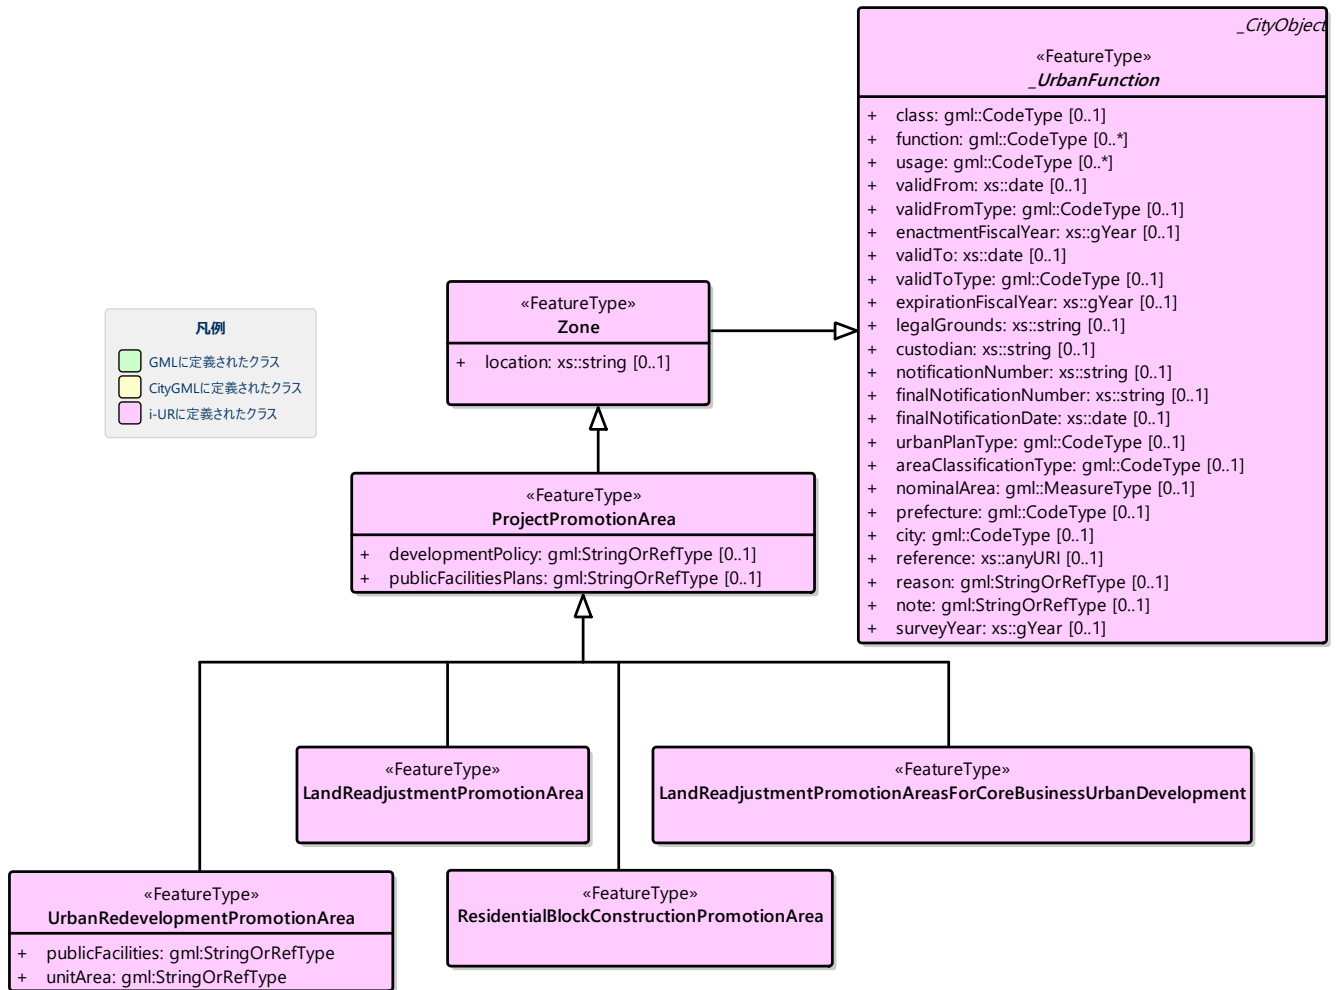 _CityObject
«FeatureType»
_UrbanFunction
+ class: gml::CodeType [0..1]
+ function: gml::CodeType [0..*]
+ usage: gml::CodeType [0..*]
+ validFrom: xs::date [0..1]
+ validFromType: gml::CodeType [0..1]
+ enactmentFiscalYear: xs::gYear [0..1]
+ validTo: xs::date [0..1]
+ validToType: gml::CodeType [0..1]
+ expirationFiscalYear: xs::gYear [0..1]
+ legalGrounds: xs::string [0..1]
+ custodian: xs::string [0..1]
+ notificationNumber: xs::string [0..1]
+ finalNotificationNumber: xs::string [0..1]
+ finalNotificationDate: xs::date [0..1]
+ urbanPlanType: gml::CodeType [0..1]
+ areaClassificationType: gml::CodeType [0..1]
+ nominalArea: gml::MeasureType [0..1]
+ prefecture: gml::CodeType [0..1]
+ city: gml::CodeType [0..1]
+ reference: xs::anyURI [0..1]
+ reason: gml:StringOrRefType [0..1]
+ note: gml:StringOrRefType [0..1]
+ surveyYear: xs::gYear [0..1]
«FeatureType»
Zone
+ location: xs::string [0..1]
凡例
GMLに定義されたクラス
CityGMLに定義されたクラス
i-URに定義されたクラス
«FeatureType»
ProjectPromotionArea
+ developmentPolicy: gml:StringOrRefType [0..1]
+ publicFacilitiesPlans: gml:StringOrRefType [0..1]
«FeatureType»
LandReadjustmentPromotionArea
«FeatureType»
LandReadjustmentPromotionAreasForCoreBusinessUrbanDevelopment
«FeatureType»
UrbanRedevelopmentPromotionArea
+ publicFacilities: gml:StringOrRefType
+ unitArea: gml:StringOrRefType
«FeatureType»
ResidentialBlockConstructionPromotionArea